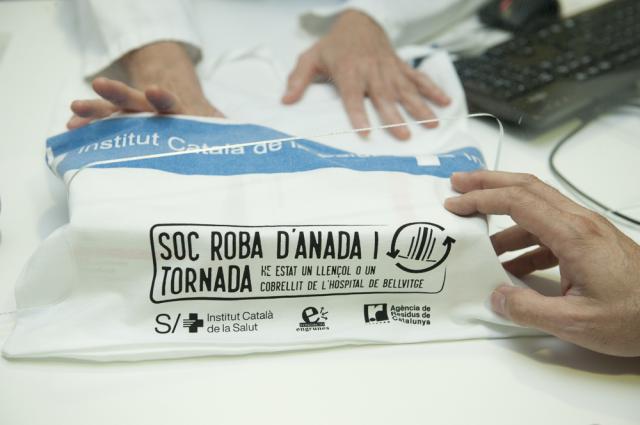 Institut Català de la
SOC ROBA D'ANADA I
TORNADA HE ESTAT UN LLENÇOL O UN
COBRELLIT DE L'HOSPITAL DE BELLVITGE
S/ Institut Català
de la Salut
e
engrunes
Agència de
Residus de
Catalunya